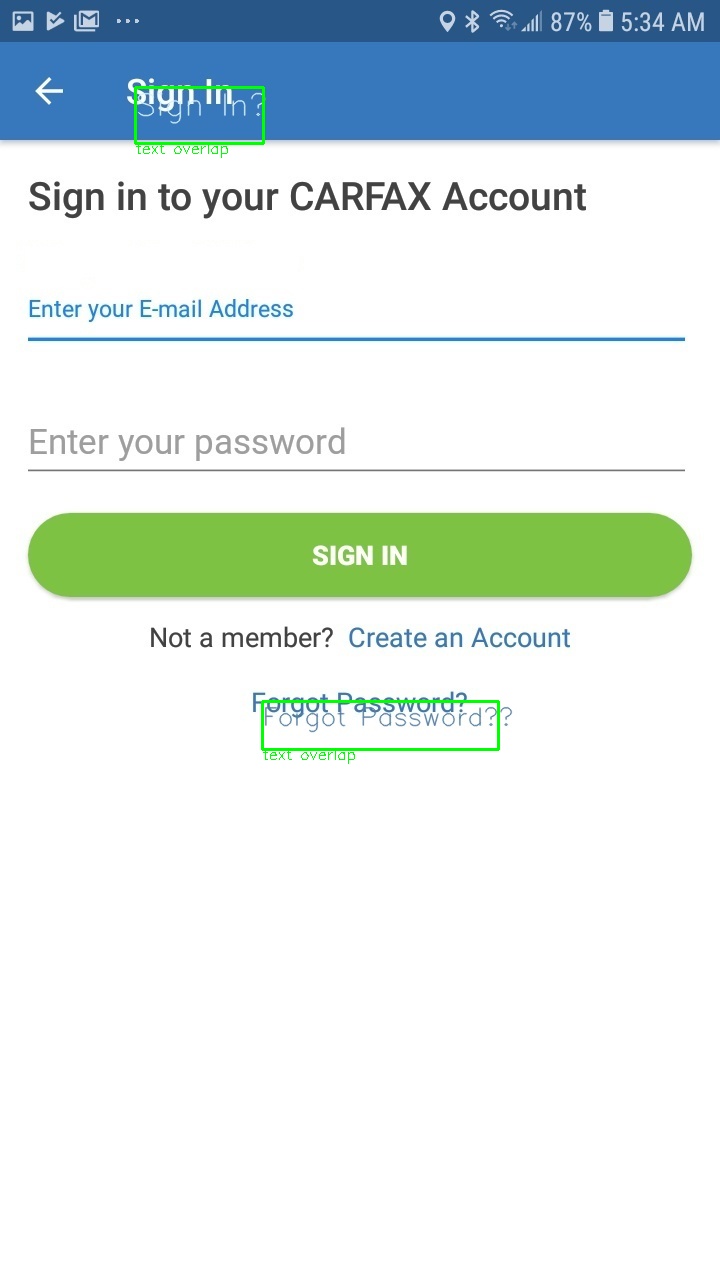 87% 5:34 AM
Sign In
Sign In?
text overlap
Sign in to your CARFAX Account
Enter your E-mail Address
Enter your password
SIGN IN
Not a member? Create an Account
Forgot Password?
Forgot Password??
text overlap